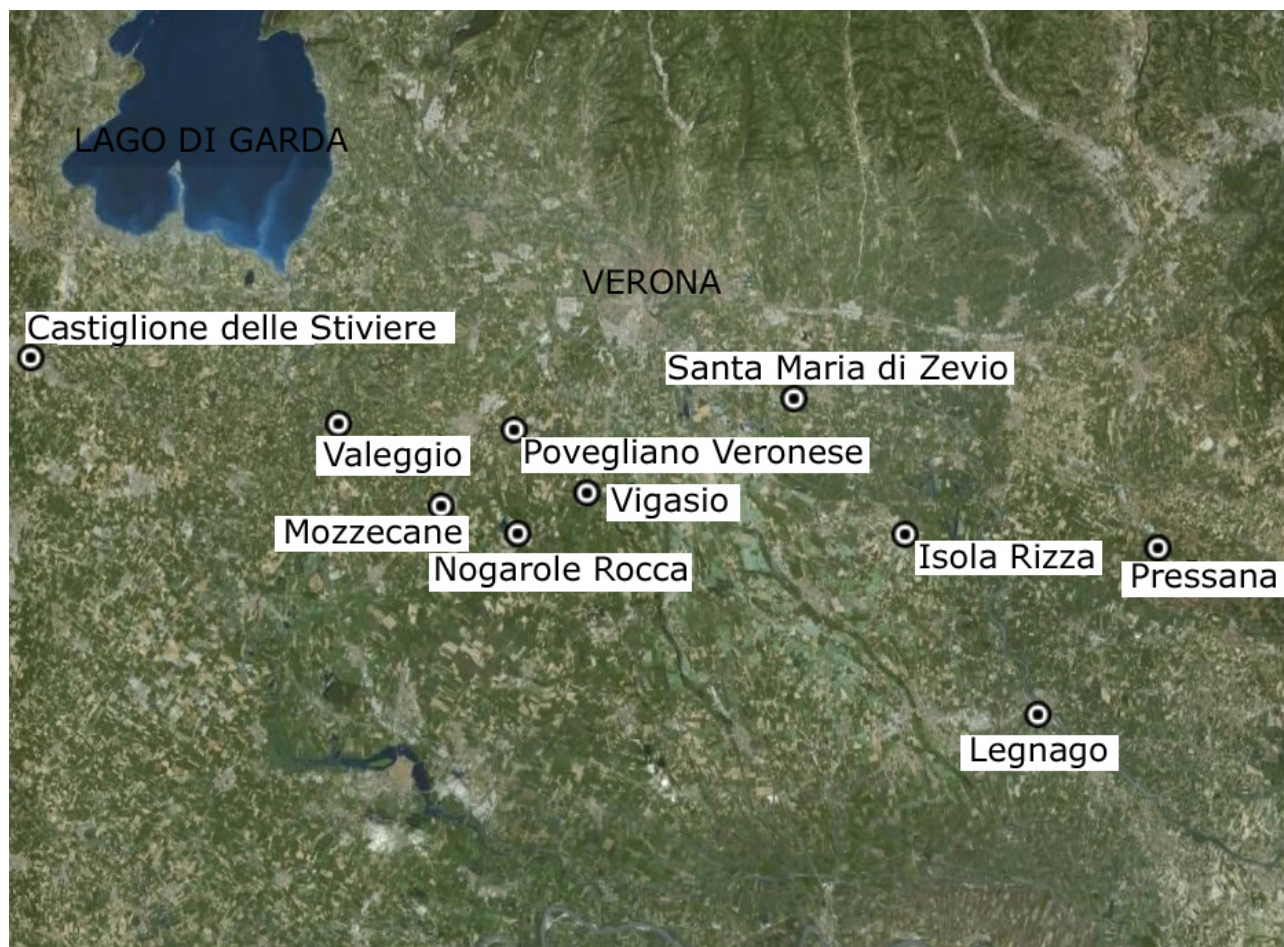 LAGO DI GARDA
VERONA
Castiglione delle Stiviere
Santa Maria di Zevio
Valeggio
Povegliano Veronese
Vigasio
Mozzecane
Nogarole Rocca
Isola Rizza
Pressana
Legnago